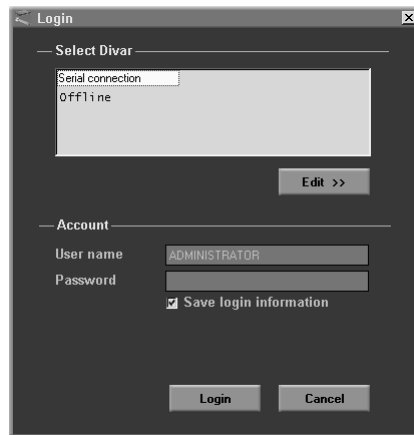 Login
Select Divar
Serial connection
Offline
Edit >>
Account
User name ADMINISTRATOR
Password
Save login information
Login Cancel